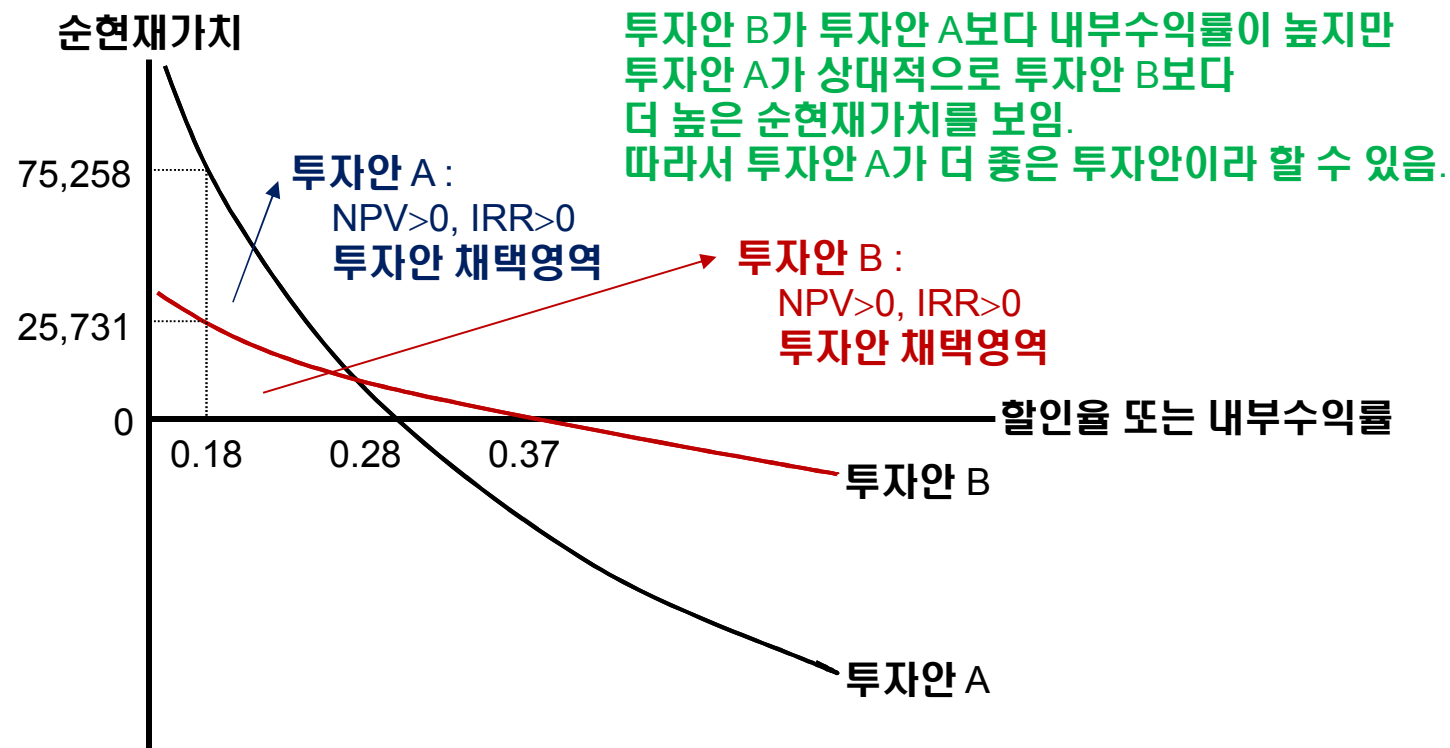 순현재가치
투자안 B가 투자안 A보다 내부수익률이 높지만
투자안 A가 상대적으로 투자안 B보다
더 높은 순현재가치를 보임.
따라서 투자안 A가 더 좋은 투자안이라 할 수 있음.
75,258
투자안 A :
NPV>0, IRR>0
투자안 채택영역
투자안 B :
NPV>0, IRR>0
투자안 채택영역
25,731
0
할인율 또는 내부수익률
0.18
0.28
0.37
투자안 B
투자안 A